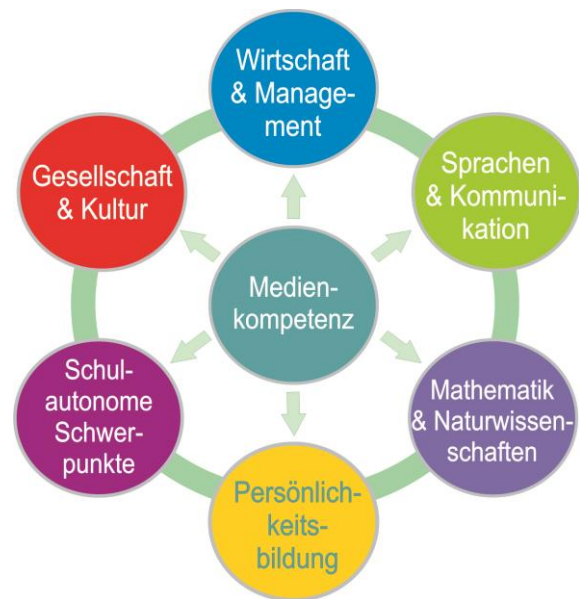 Wirtschaft
& Manage-
ment
Gesellschaft
& Kultur
Sprachen
& Kommuni-
kation
Medien-
kompetenz
Schul-
autonome
Schwer-
punkte
Mathematik
& Naturwissen-
schaften
Persönlich-
keits-
bildung